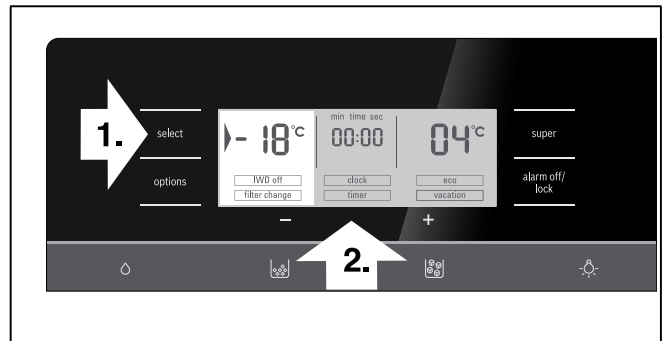 1.
select
options
-18°C
IWD off
filter change
min time sec
00:00
clock
timer
04°C
eco
vacation
super
alarm off/
lock
−
+
2.